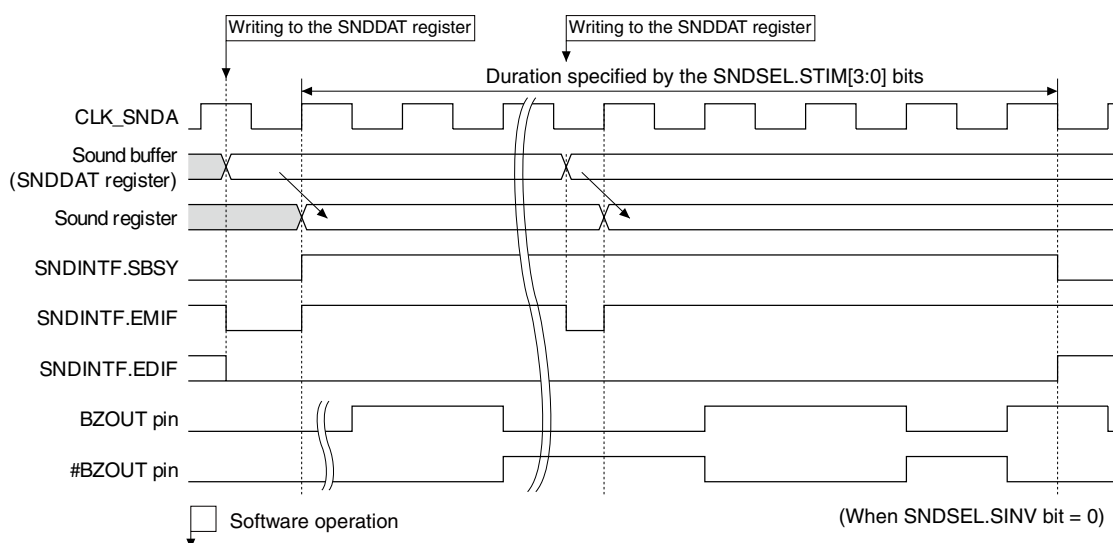 Writing to the SNDDAT register
Writing to the SNDDAT register
Duration specified by the SNDSEL.STIM[3:0] bits
CLK_SNDA
Sound buffer
(SNDDAT register)
Sound register
SNDINTF.SBSY
SNDINTF.EMIF
SNDINTF.EDIF
BZOUT pin
#BZOUT pin
Software operation
(When SNDSEL.SINV bit = 0)